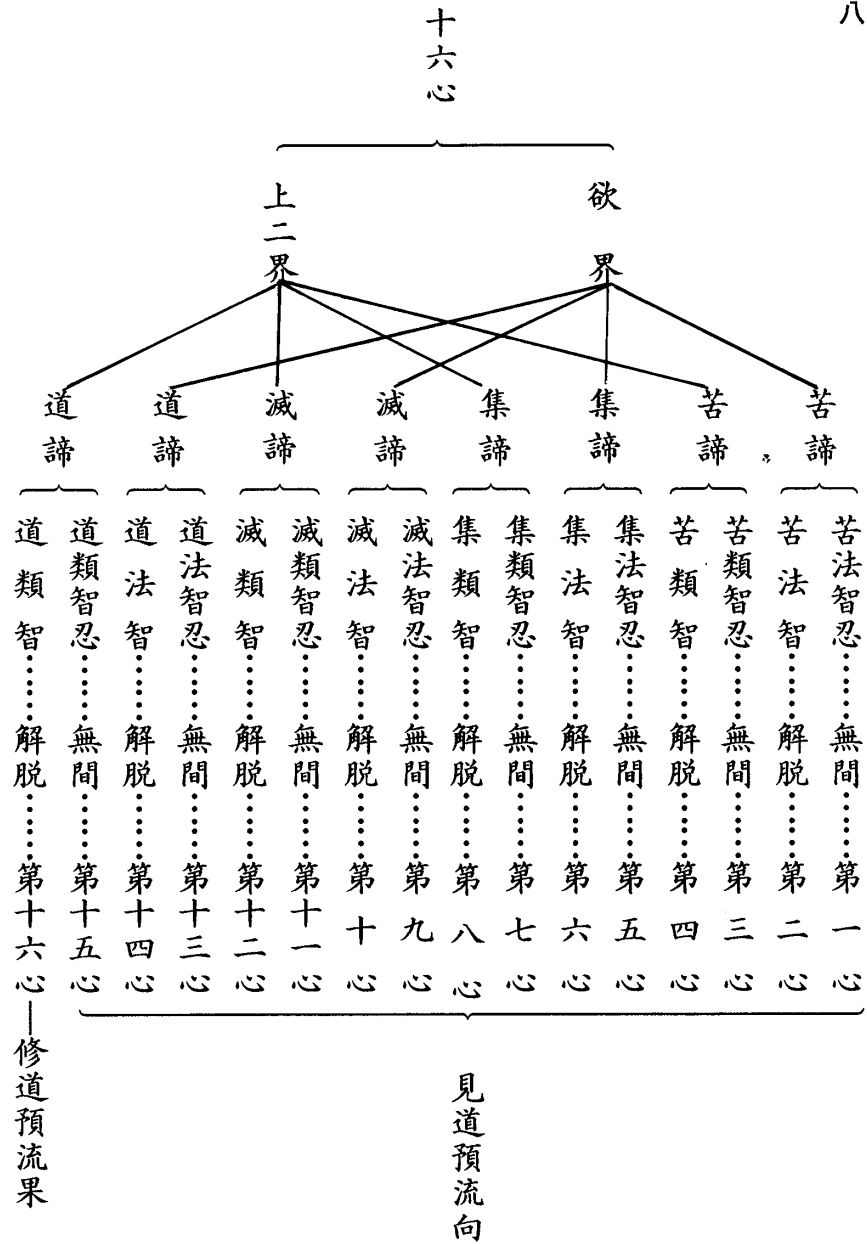 八
十六心
欲界
上二界
苦諦
苦諦
集諦
集諦
滅諦
滅諦
道諦
道諦
苦法智忍……無間……第一心
苦法智……解脱……第二心
苦類智忍……無間……第三心
苦類智……解脱……第四心
集法智忍……無間……第五心
集法智……解脱……第六心
集類智忍……無間……第七心
集類智……解脱……第八心
滅法智忍……無間……第九心
滅法智……解脱……第十心
滅類智忍……無間……第十一心
滅類智……解脱……第十二心
道法智忍……無間……第十三心
道法智……解脱……第十四心
道類智忍……無間……第十五心
道類智……解脱……第十六心—修道預流果
見道預流向